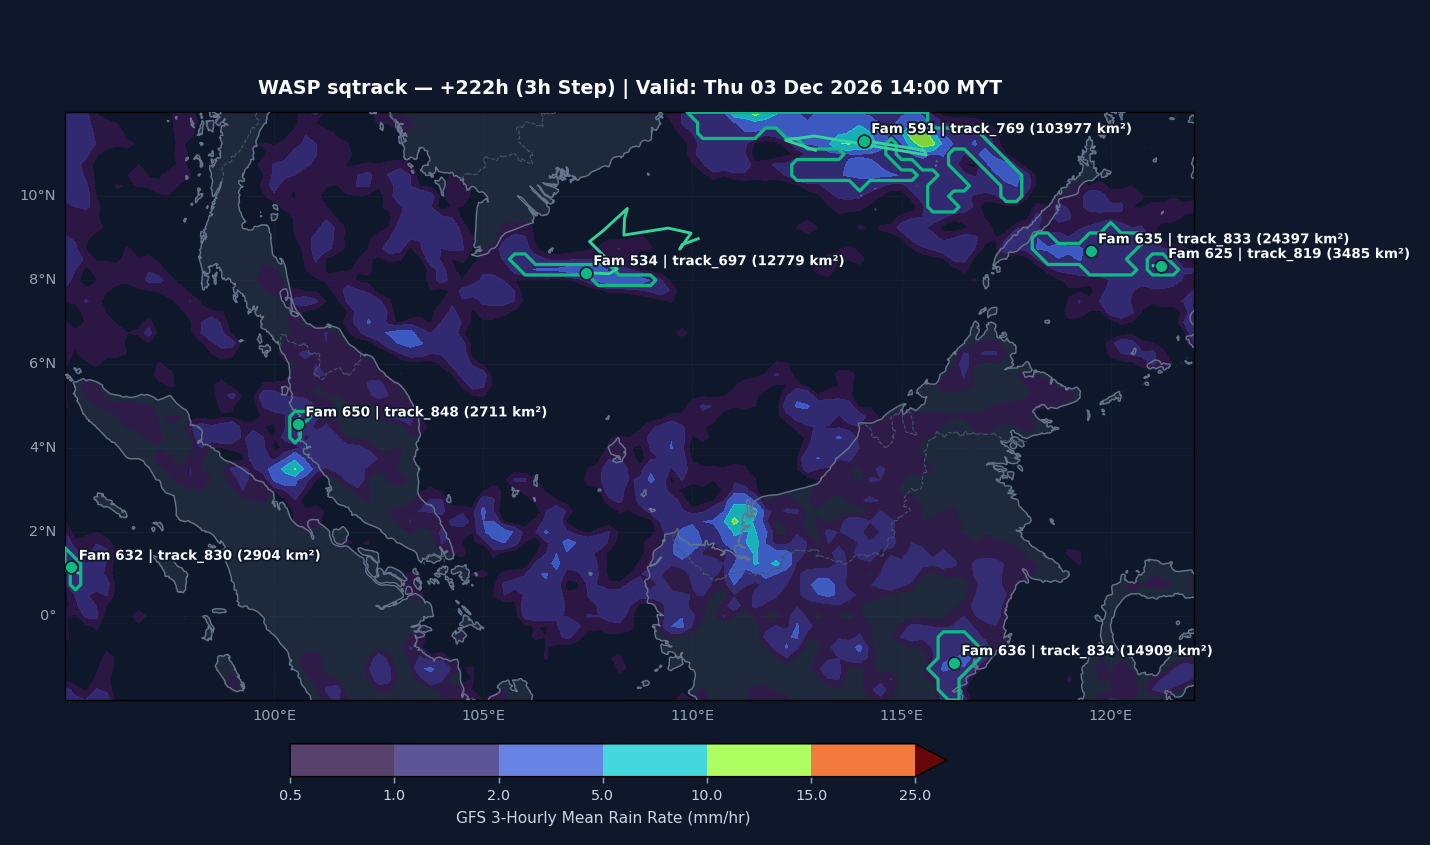 WASP sqtrack — +222h (3h Step) | Valid: Thu 03 Dec 2026 14:00 MYT
Fam 591 | track_769 (103977 km²)
10°N
Fam 635 | track_833 (24397 km²)
Fam 625 | track_819 (3485 km²)
Fam 534 | track_697 (12779 km²)
8°N
6°N
Fam 650 | track_848 (2711 km²)
4°N
2°N
Fam 632 | track_830 (2904 km²)
0°
Fam 636 | track_834 (14909 km²)
100°E 105°E 110°E 115°E 120°E
0.5 1.0 2.0 5.0 10.0 15.0 25.0
GFS 3-Hourly Mean Rain Rate (mm/hr)